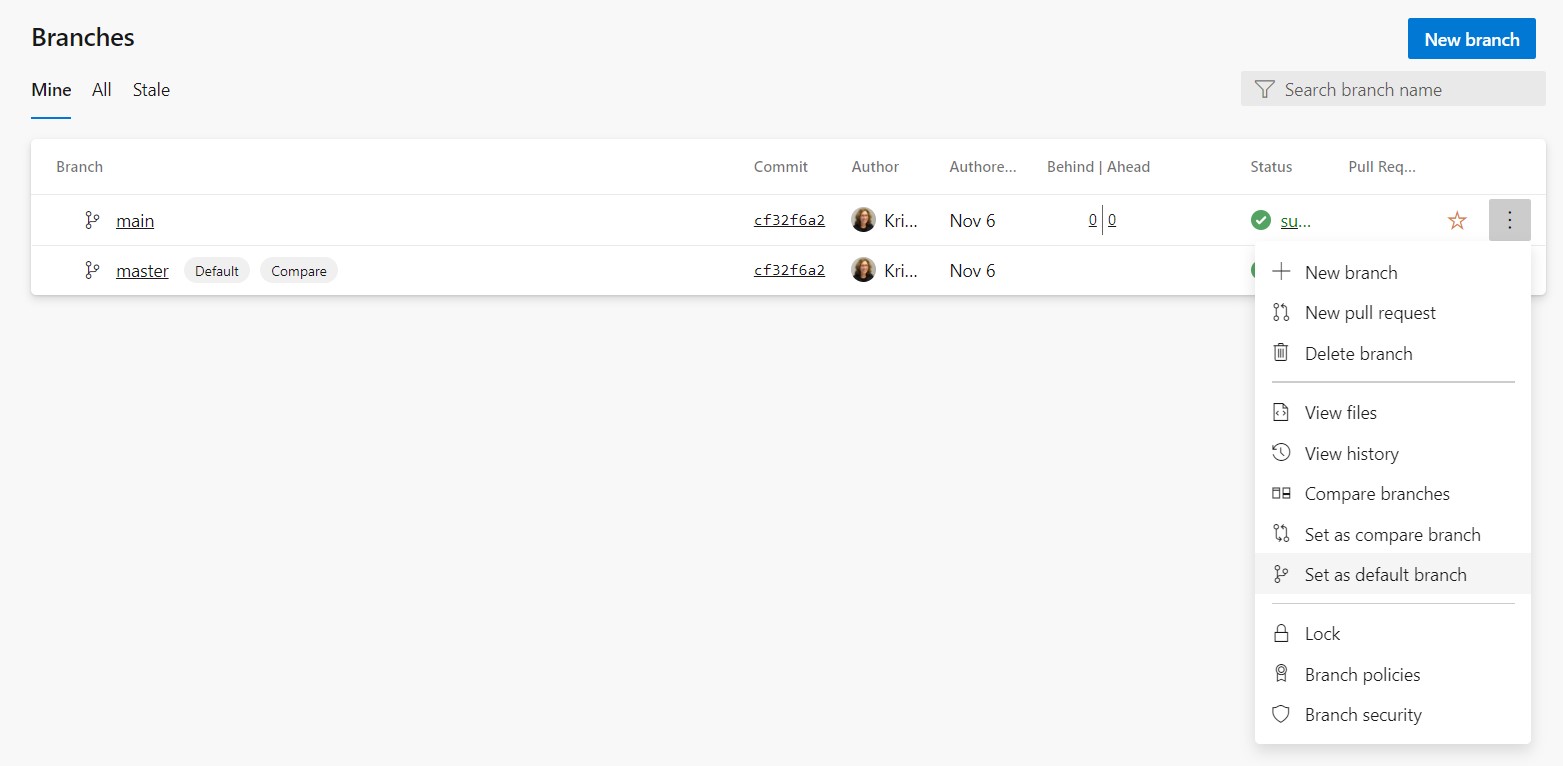 Branches
New branch
Mine All Stale
Search branch name
Branch Commit Author Authore... Behind | Ahead Status Pull Req...
main cf32f6a2 Kri... Nov 6 0 0 su...
master Default Compare cf32f6a2 Kri... Nov 6
New branch
New pull request
Delete branch
View files
View history
Compare branches
Set as compare branch
Set as default branch
Lock
Branch policies
Branch security